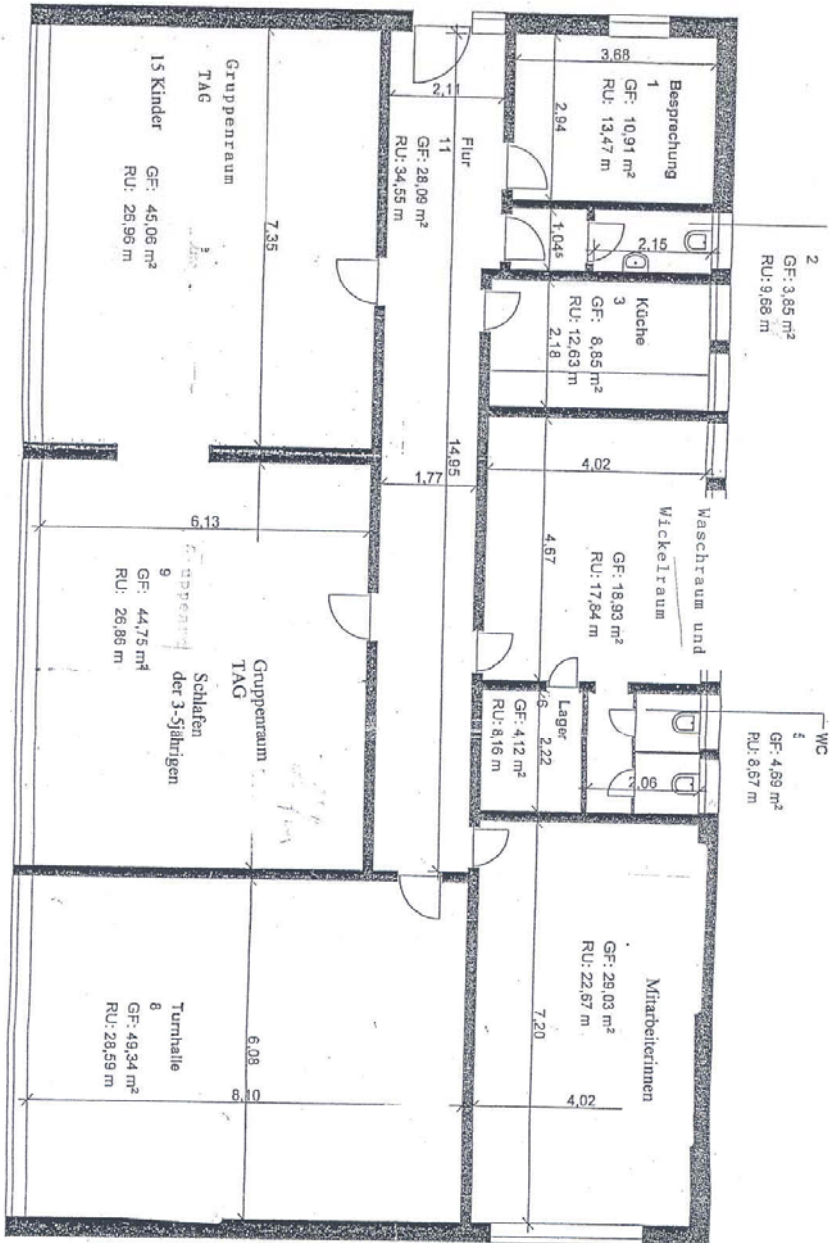 2
GF: 3,85 m²
RU: 9,68 m
WC
5
GF: 4,69 m²
RU: 8,67 m
Besprechung
1
GF: 10,91 m²
RU: 13,47 m
3,68
2,94
2,15
1,04⁵
Küche
3
GF: 8,85 m²
RU: 12,63 m
2,18
Waschraum und
Wickelraum
GF: 18,93 m²
RU: 17,84 m
4,02
4,67
Lager
6
2,22
GF: 4,12 m²
RU: 8,16 m
2,06
Mitarbeiterinnen
GF: 29,03 m²
RU: 22,67 m
7,20
4,02
Flur
11
GF: 28,09 m²
RU: 34,55 m
2,11
14,95
1,77
Gruppenraum
TAG
15 Kinder
GF: 45,06 m²
RU: 26,96 m
7,35
Gruppenraum
TAG
Schlafen
der 3-5jährigen
9
GF: 44,75 m²
RU: 26,86 m
6,13
Turnhalle
8
GF: 49,34 m²
RU: 28,59 m
6,08
8,10